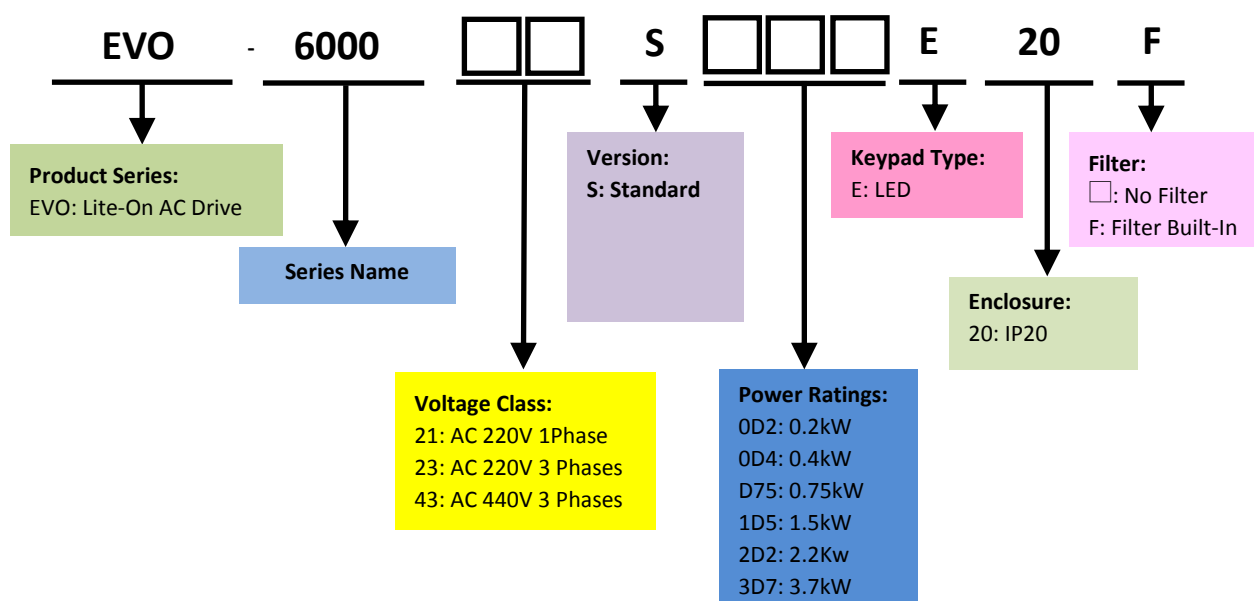 EVO - 6000 □□ S □□□ E 20 F
Product Series:
EVO: Lite-On AC Drive
Series Name
Voltage Class:
21: AC 220V 1Phase
23: AC 220V 3 Phases
43: AC 440V 3 Phases
Version:
S: Standard
Power Ratings:
0D2: 0.2kW
0D4: 0.4kW
D75: 0.75kW
1D5: 1.5kW
2D2: 2.2Kw
3D7: 3.7kW
Keypad Type:
E: LED
Enclosure:
20: IP20
Filter:
□: No Filter
F: Filter Built-In